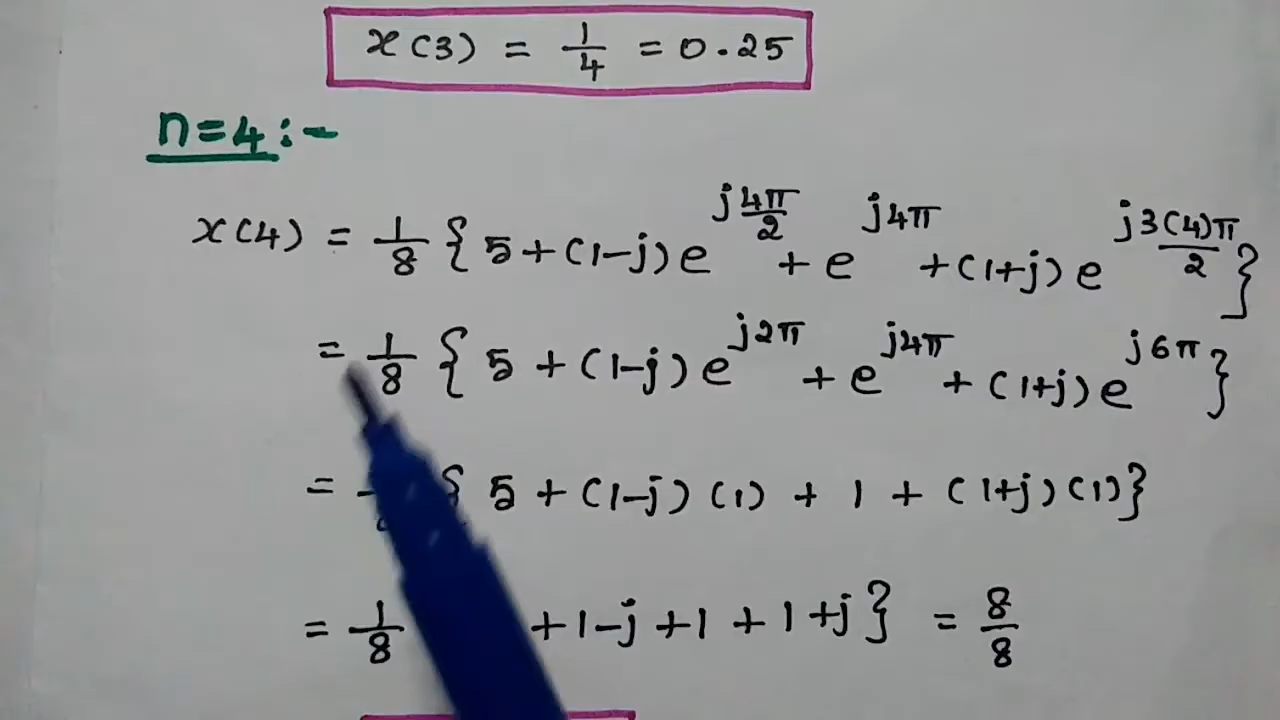 x(3) = 1/4 = 0.25
n=4:-
x(4) = 1/8 { 5 + (1-j) e^{j4π/2} + e^{j4π} + (1+j) e^{j3(4)π/2} }
= 1/8 { 5 + (1-j) e^{j2π} + e^{j4π} + (1+j) e^{j6π} }
= { 5 + (1-j) (1) + 1 + (1+j) (1) }
= 1/8 + 1-j + 1 + 1+j } = 8/8